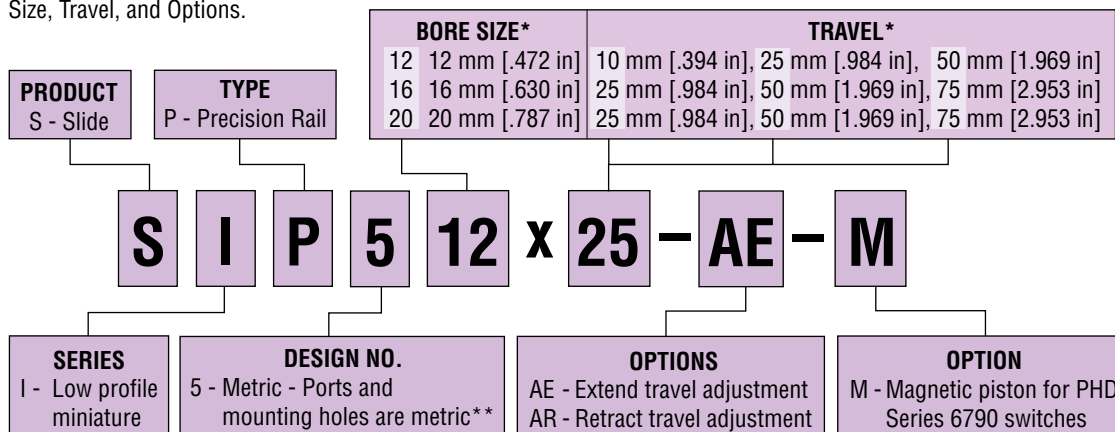 Size, Travel, and Options.
BORE SIZE*
12 12 mm [.472 in]
16 16 mm [.630 in]
20 20 mm [.787 in]
TRAVEL*
10 mm [.394 in], 25 mm [.984 in], 50 mm [1.969 in]
25 mm [.984 in], 50 mm [1.969 in], 75 mm [2.953 in]
25 mm [.984 in], 50 mm [1.969 in], 75 mm [2.953 in]
PRODUCT
S - Slide
TYPE
P - Precision Rail
S I P 5 12 x 25 – AE – M
SERIES
I - Low profile
miniature
DESIGN NO.
5 - Metric - Ports and
mounting holes are metric**
OPTIONS
AE - Extend travel adjustment
AR - Retract travel adjustment
OPTION
M - Magnetic piston for PHD
Series 6790 switches